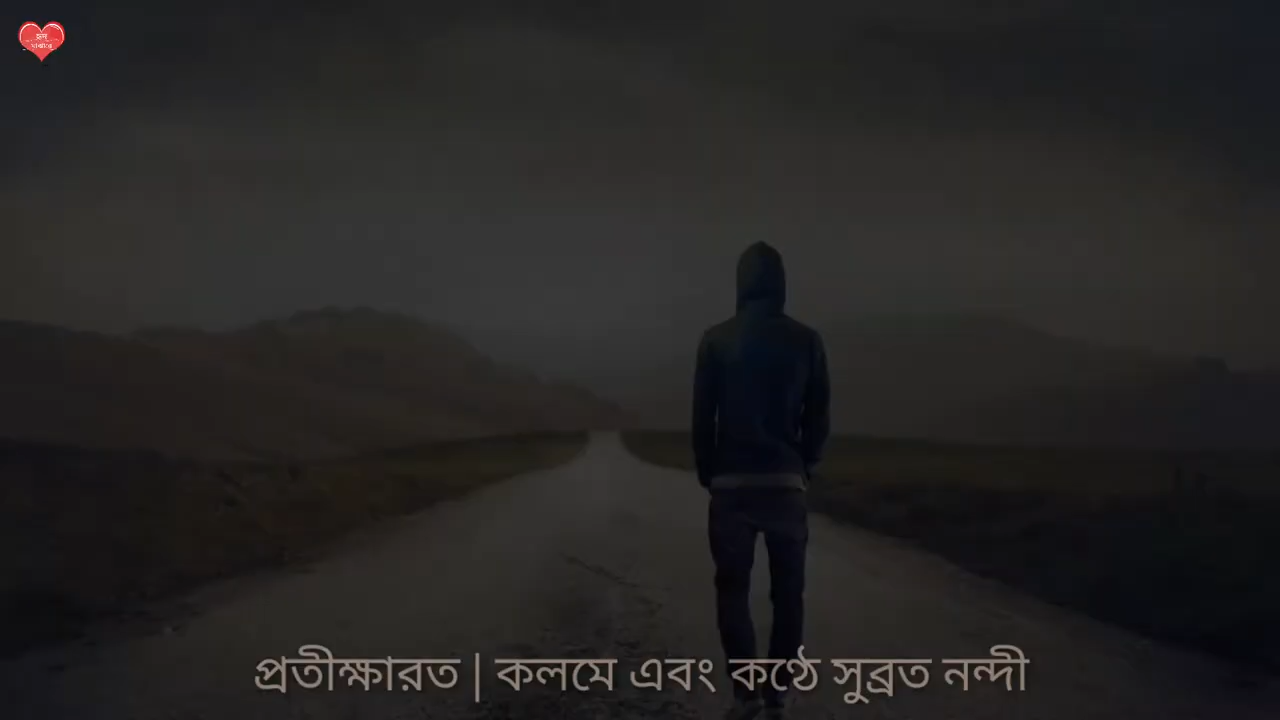 হৃদ
মাঝারে
প্রতীক্ষারত | কলমে এবং কণ্ঠে সুব্রত নন্দী